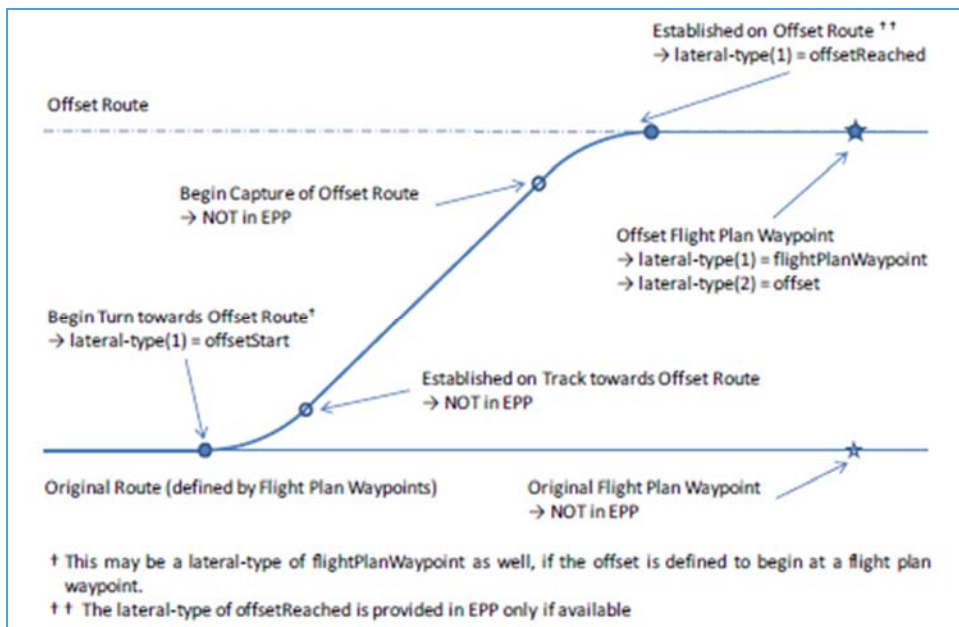 Established on Offset Route ††
→ lateral-type(1) = offsetReached
Offset Route
Begin Capture of Offset Route
→ NOT in EPP
Offset Flight Plan Waypoint
→ lateral-type(1) = flightPlanWaypoint
→ lateral-type(2) = offset
Begin Turn towards Offset Route†
→ lateral-type(1) = offsetStart
Established on Track towards Offset Route
→ NOT in EPP
Original Route (defined by Flight Plan Waypoints)
Original Flight Plan Waypoint
→ NOT in EPP
† This may be a lateral-type of flightPlanWaypoint as well, if the offset is defined to begin at a flight plan
waypoint.
† † The lateral-type of offsetReached is provided in EPP only if available